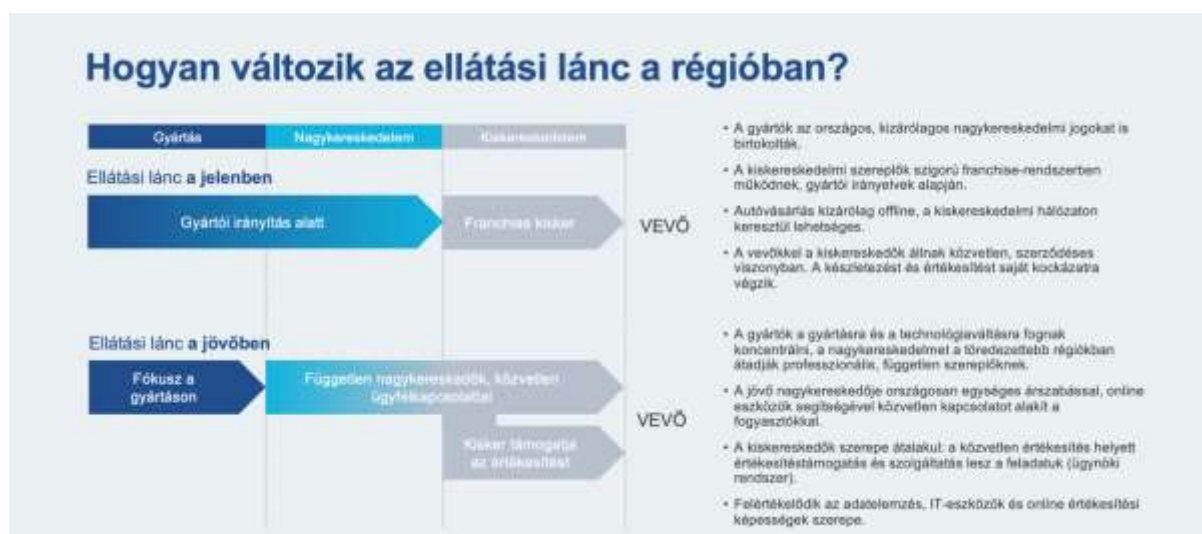 Hogyan változik az ellátási lánc a régióban?
Gyártás
Nagykereskedelem
Kiskereskedelem
Ellátási lánc a jelenben
Gyártói irányítás alatt
Franchise kisker
VEVŐ
• A gyártók az országos, kizárólagos nagykereskedelmi jogokat is
birtokolták.
• A kiskereskedelmi szereplők szigorú franchise-rendszerben
működnek, gyártói irányelvek alapján.
• Autóvásárlás kizárólag offline, a kiskereskedelmi hálózaton
keresztül lehetséges.
• A vevőkkel a kiskereskedők állnak közvetlen, szerződéses
viszonyban. A készletezést és értékesítést saját kockázatra
végzik.
Ellátási lánc a jövőben
Fókusz a
gyártáson
Független nagykereskedők, közvetlen
ügyfélkapcsolattal
Kisker támogatja
az értékesítést
VEVŐ
• A gyártók a gyártásra és a technológiaváltásra fognak
koncentrálni, a nagykereskedelmet a töredezettebb régiókban
átadják professzionális, független szereplőknek.
• A jövő nagykereskedője országosan egységes árszabással, online
eszközök segítségével közvetlen kapcsolatot alakít a
fogyasztókkal.
• A kiskereskedők szerepe átalakul: a közvetlen értékesítés helyett
értékesítéstámogatás és szolgáltatás lesz a feladatuk (ügynöki
rendszer).
• Felértékelődik az adatelemzés, IT-eszközök és online értékesítési
képességek szerepe.